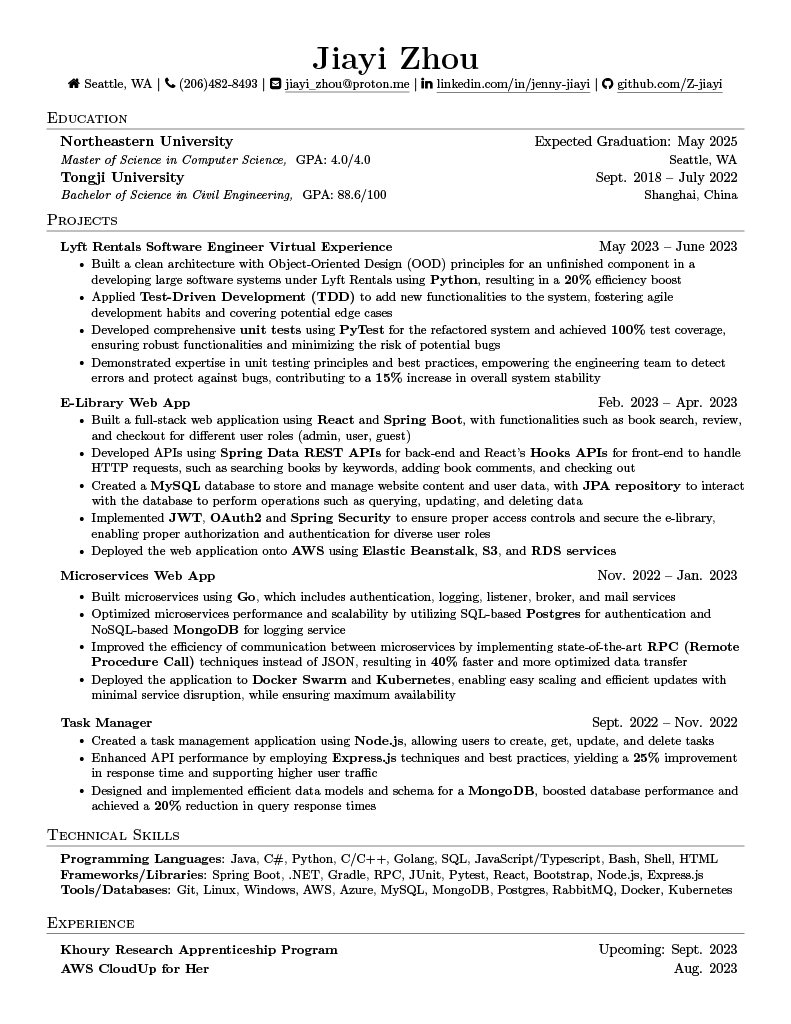 Jiayi Zhou
Seattle, WA | (206)482-8493 | jiayi_zhou@proton.me | linkedin.com/in/jenny-jiayi | github.com/Z-jiayi
Education
Northeastern University Expected Graduation: May 2025
Master of Science in Computer Science, GPA: 4.0/4.0 Seattle, WA
Tongji University Sept. 2018 – July 2022
Bachelor of Science in Civil Engineering, GPA: 88.6/100 Shanghai, China
Projects
Lyft Rentals Software Engineer Virtual Experience May 2023 – June 2023
• Built a clean architecture with Object-Oriented Design (OOD) principles for an unfinished component in a
developing large software systems under Lyft Rentals using Python, resulting in a 20% efficiency boost
• Applied Test-Driven Development (TDD) to add new functionalities to the system, fostering agile
development habits and covering potential edge cases
• Developed comprehensive unit tests using PyTest for the refactored system and achieved 100% test coverage,
ensuring robust functionalities and minimizing the risk of potential bugs
• Demonstrated expertise in unit testing principles and best practices, empowering the engineering team to detect
errors and protect against bugs, contributing to a 15% increase in overall system stability
E-Library Web App Feb. 2023 – Apr. 2023
• Built a full-stack web application using React and Spring Boot, with functionalities such as book search, review,
and checkout for different user roles (admin, user, guest)
• Developed APIs using Spring Data REST APIs for back-end and React's Hooks APIs for front-end to handle
HTTP requests, such as searching books by keywords, adding book comments, and checking out
• Created a MySQL database to store and manage website content and user data, with JPA repository to interact
with the database to perform operations such as querying, updating, and deleting data
• Implemented JWT, OAuth2 and Spring Security to ensure proper access controls and secure the e-library,
enabling proper authorization and authentication for diverse user roles
• Deployed the web application onto AWS using Elastic Beanstalk, S3, and RDS services
Microservices Web App Nov. 2022 – Jan. 2023
• Built microservices using Go, which includes authentication, logging, listener, broker, and mail services
• Optimized microservices performance and scalability by utilizing SQL-based Postgres for authentication and
NoSQL-based MongoDB for logging service
• Improved the efficiency of communication between microservices by implementing state-of-the-art RPC (Remote
Procedure Call) techniques instead of JSON, resulting in 40% faster and more optimized data transfer
• Deployed the application to Docker Swarm and Kubernetes, enabling easy scaling and efficient updates with
minimal service disruption, while ensuring maximum availability
Task Manager Sept. 2022 – Nov. 2022
• Created a task management application using Node.js, allowing users to create, get, update, and delete tasks
• Enhanced API performance by employing Express.js techniques and best practices, yielding a 25% improvement
in response time and supporting higher user traffic
• Designed and implemented efficient data models and schema for a MongoDB, boosted database performance and
achieved a 20% reduction in query response times
Technical Skills
Programming Languages: Java, C#, Python, C/C++, Golang, SQL, JavaScript/Typescript, Bash, Shell, HTML
Frameworks/Libraries: Spring Boot, .NET, Gradle, RPC, JUnit, Pytest, React, Bootstrap, Node.js, Express.js
Tools/Databases: Git, Linux, Windows, AWS, Azure, MySQL, MongoDB, Postgres, RabbitMQ, Docker, Kubernetes
Experience
Khoury Research Apprenticeship Program Upcoming: Sept. 2023
AWS CloudUp for Her Aug. 2023